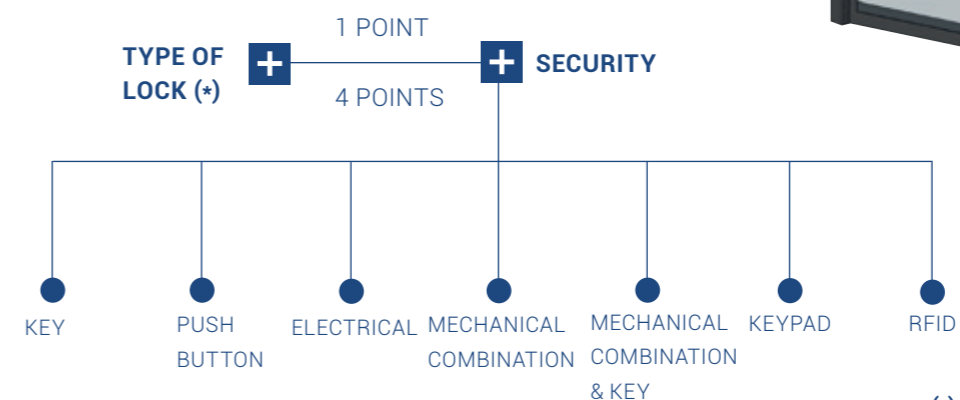 1 POINT
TYPE OF
LOCK (*)
SECURITY
4 POINTS
KEY
PUSH
BUTTON
ELECTRICAL
MECHANICAL
COMBINATION
MECHANICAL
COMBINATION
& KEY
KEYPAD
RFID